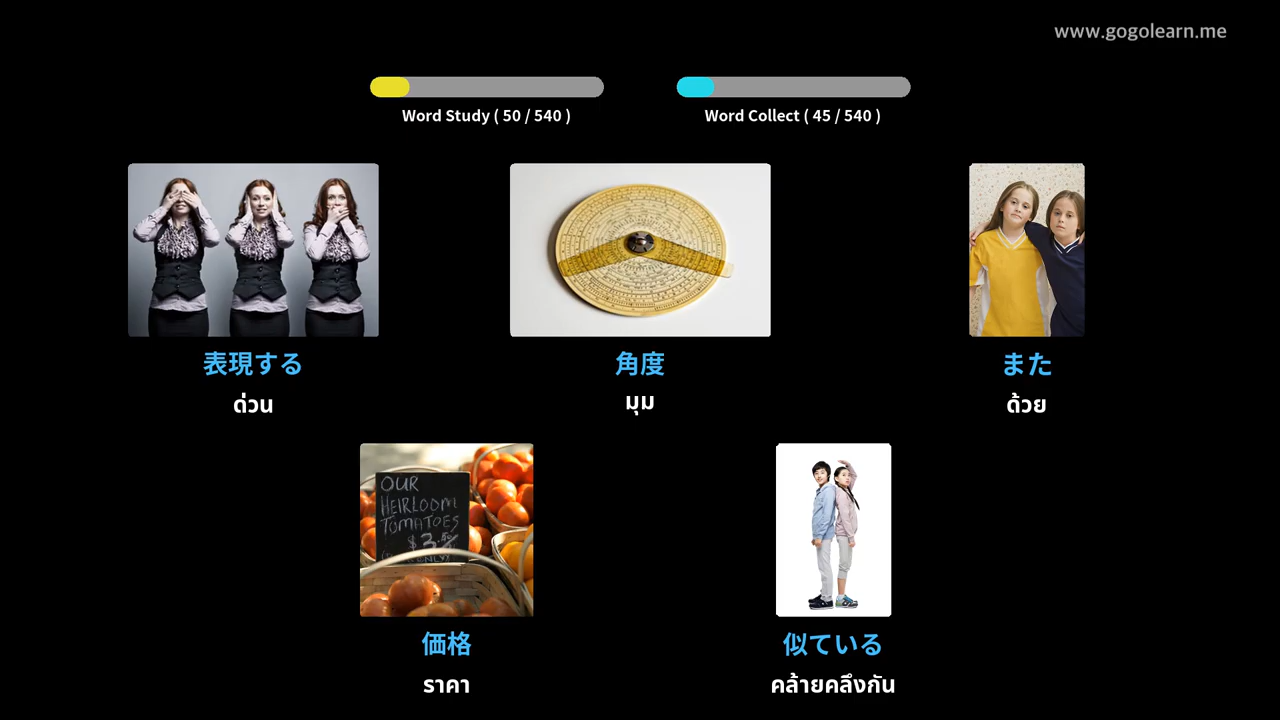 www.gogolearn.me
Word Study ( 50 / 540 )
Word Collect ( 45 / 540 )
表現する
ด่วน
角度
มุม
また
ด้วย
OUR
HEIRLOOM
TOMATOES
$3.
価格
ราคา
似ている
คล้ายคลึงกัน